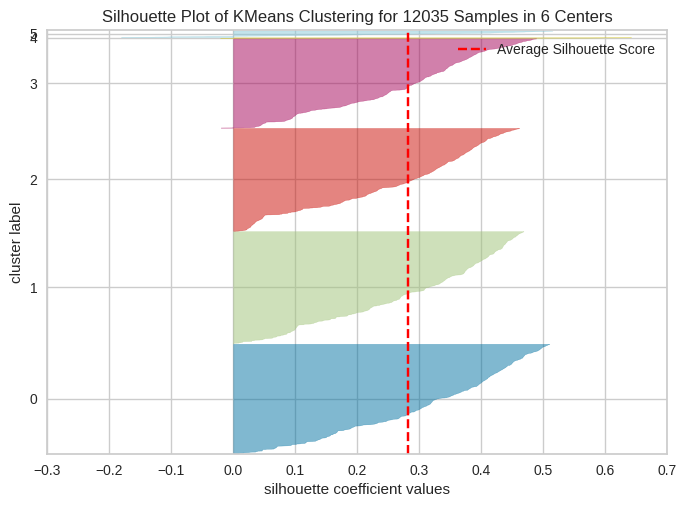 Silhouette Plot of KMeans Clustering for 12035 Samples in 6 Centers
Average Silhouette Score
5
4
3
2
1
0
cluster label
−0.3 −0.2 −0.1 0.0 0.1 0.2 0.3 0.4 0.5 0.6 0.7
silhouette coefficient values